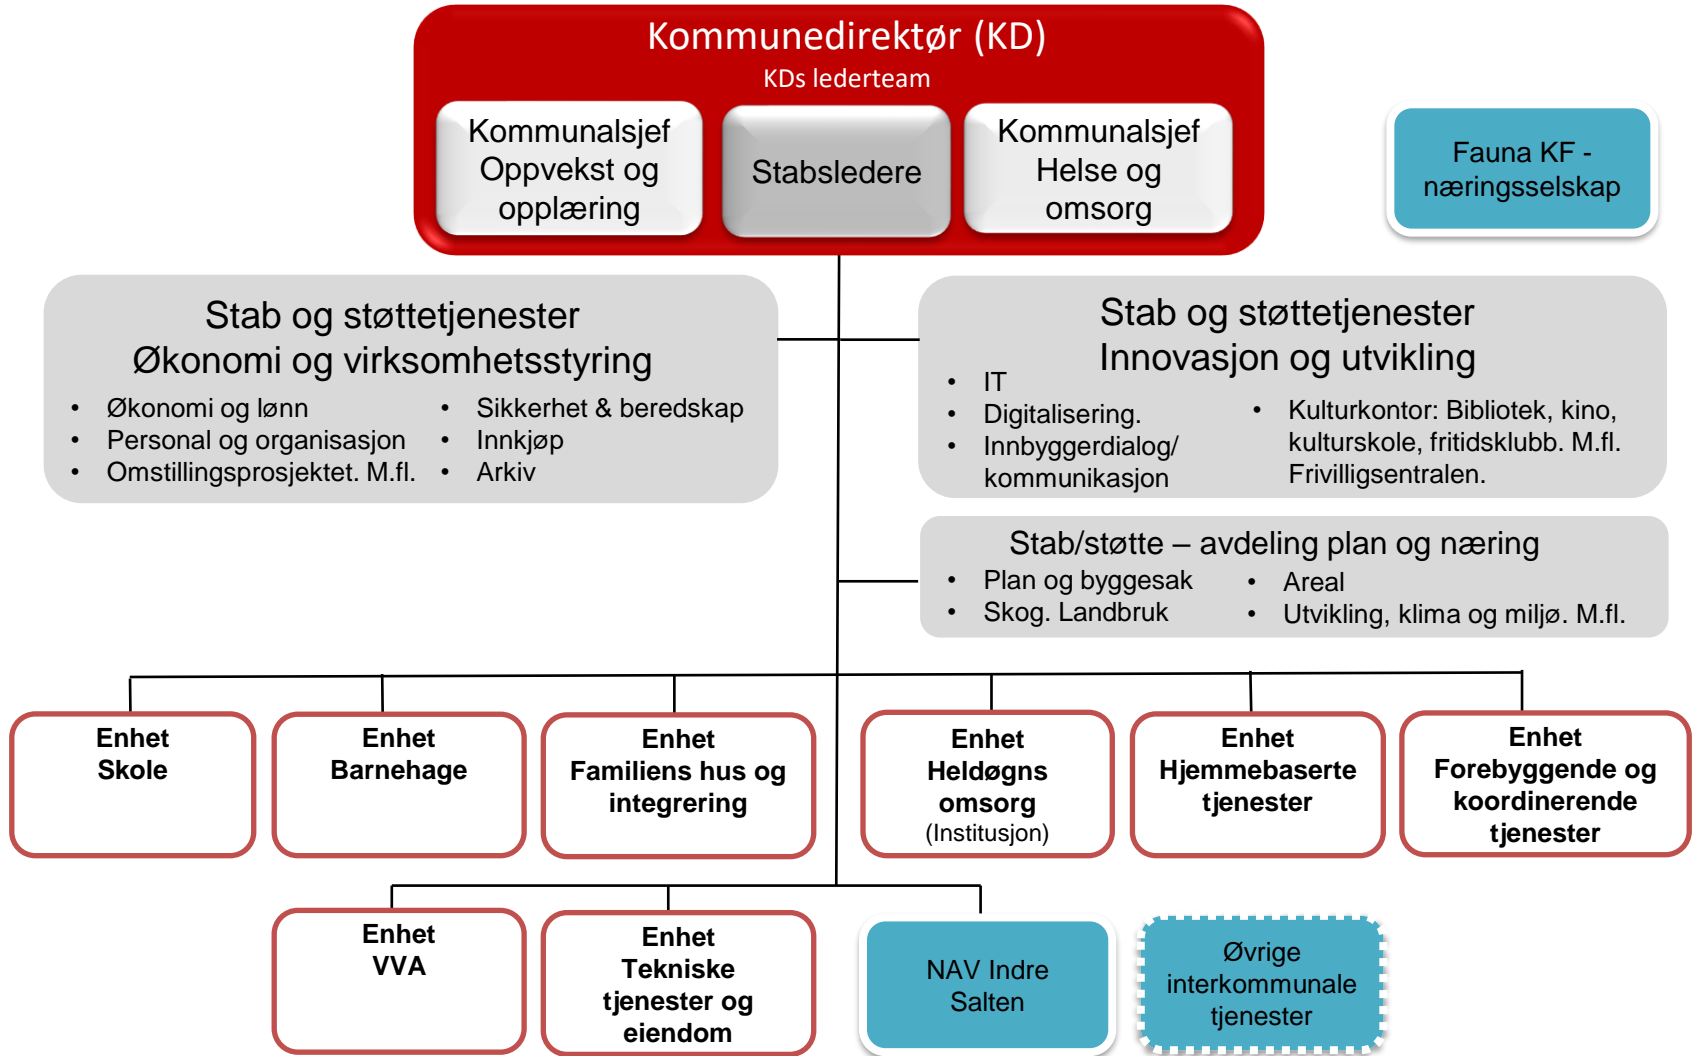 Kommunedirektør (KD)
KDs lederteam
Kommunalsjef
Oppvekst og
opplæring
Stabsledere
Kommunalsjef
Helse og
omsorg
Fauna KF -
næringsselskap
Stab og støttetjenester
Økonomi og virksomhetsstyring
• Økonomi og lønn
• Personal og organisasjon
• Omstillingsprosjektet. M.fl.
• Sikkerhet & beredskap
• Innkjøp
• Arkiv
Stab og støttetjenester
Innovasjon og utvikling
• IT
• Digitalisering.
• Innbyggerdialog/
kommunikasjon
• Kulturkontor: Bibliotek, kino,
kulturskole, fritidsklubb. M.fl.
Frivilligsentralen.
Stab/støtte – avdeling plan og næring
• Plan og byggesak
• Skog. Landbruk
• Areal
• Utvikling, klima og miljø. M.fl.
Enhet
Skole
Enhet
Barnehage
Enhet
Familiens hus og
integrering
Enhet
Heldøgns
omsorg
(Institusjon)
Enhet
Hjemmebaserte
tjenester
Enhet
Forebyggende og
koordinerende
tjenester
Enhet
VVA
Enhet
Tekniske
tjenester og
eiendom
NAV Indre
Salten
Øvrige
interkommunale
tjenester